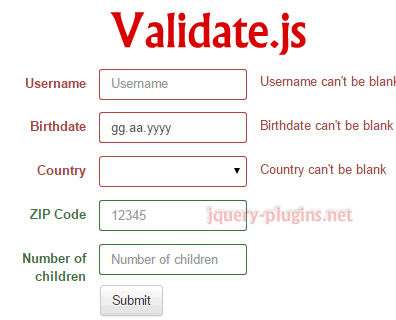 Validate.js
Username Username Username can't be blank
Birthdate gg.aa.yyyy Birthdate can't be blank
Country Country can't be blank
ZIP Code 12345 jquery-plugins.net
Number of children Number of children
Submit